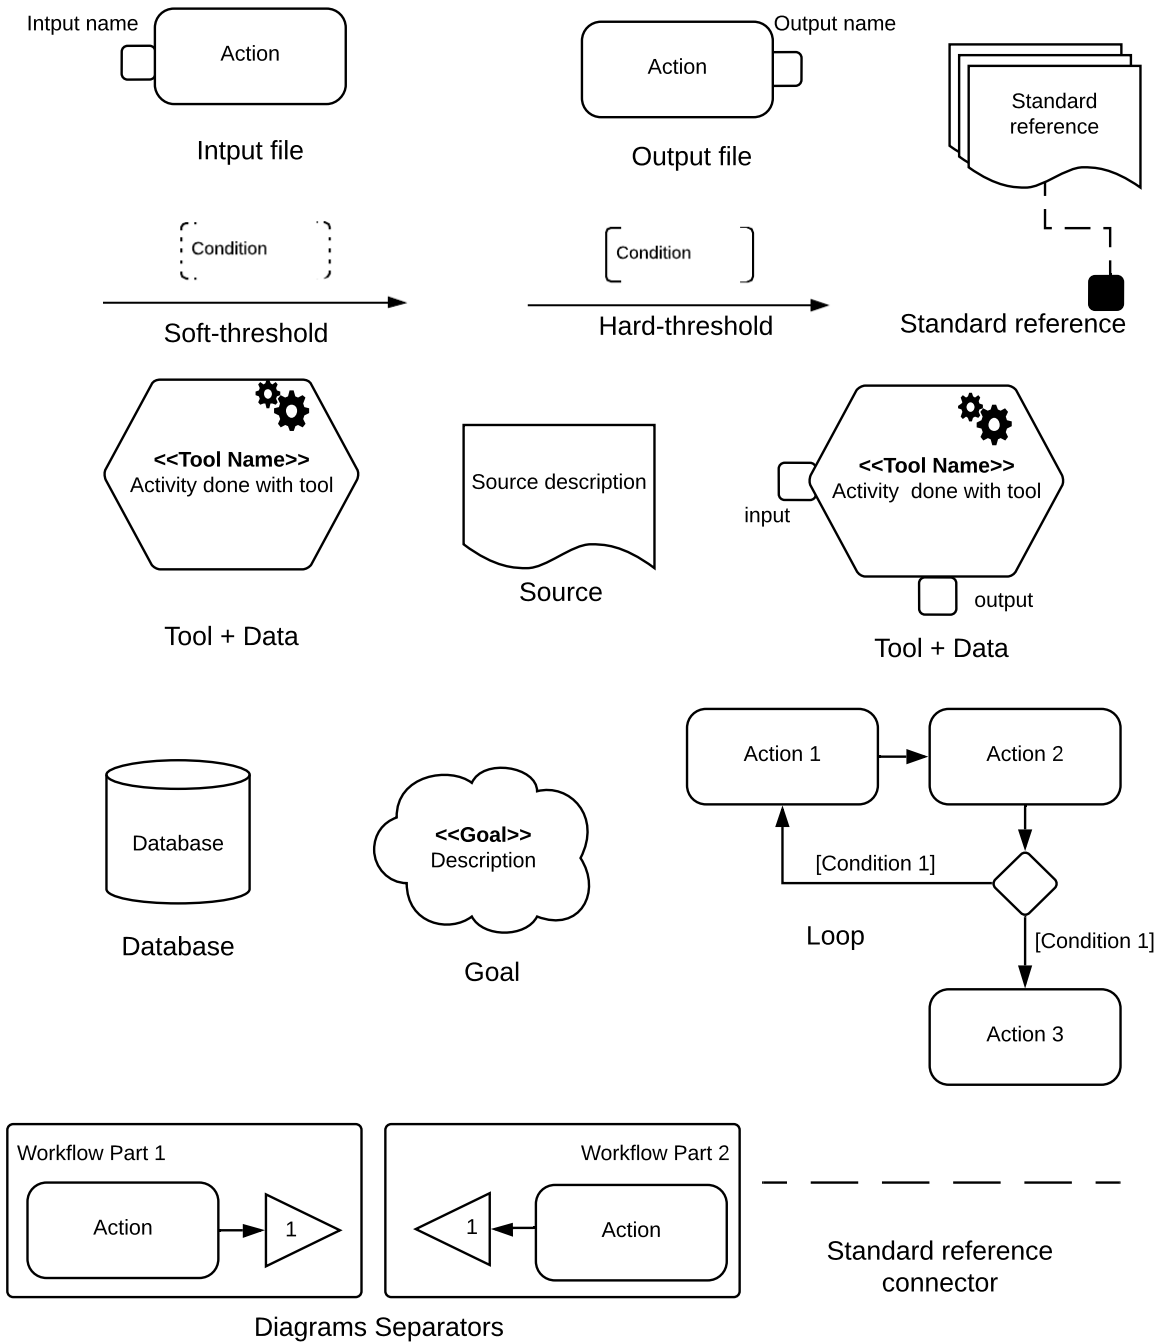 Intput name
Action
Intput file
Output name
Action
Output file
Standard
reference
Standard reference
Condition
Soft-threshold
Condition
Hard-threshold
<<Tool Name>>
Activity done with tool
Tool + Data
Source description
Source
<<Tool Name>>
Activity  done with tool
input
output
Tool + Data
Database
Database
<<Goal>>
Description
Goal
Action 1
Action 2
[Condition 1]
Loop
[Condition 1]
Action 3
Workflow Part 1
Action
1
Workflow Part 2
1
Action
Diagrams Separators
Standard reference
connector